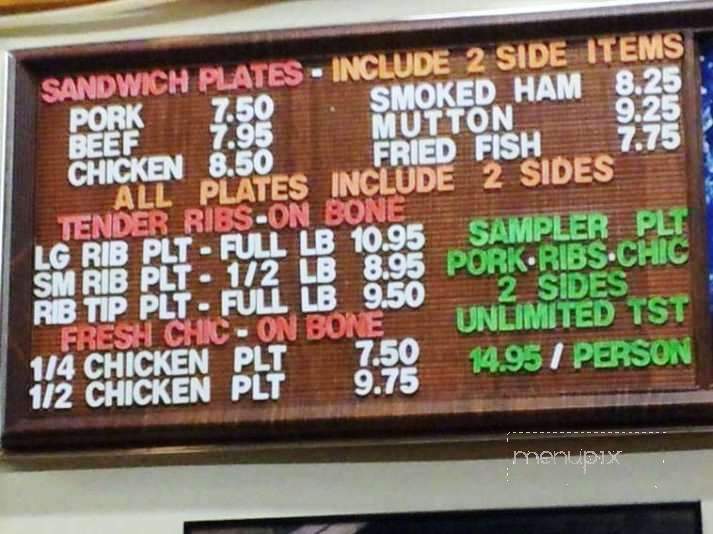 SANDWICH PLATES - INCLUDE 2 SIDE ITEMS
PORK 7.50
BEEF 7.95
CHICKEN 8.50
SMOKED HAM 8.25
MUTTON 9.25
FRIED FISH 7.75
ALL PLATES INCLUDE 2 SIDES
TENDER RIBS-ON BONE
LG RIB PLT - FULL LB 10.95
SM RIB PLT - 1/2 LB 8.95
RIB TIP PLT - FULL LB 9.50
FRESH CHIC - ON BONE
1/4 CHICKEN PLT 7.50
1/2 CHICKEN PLT 9.75
SAMPLER PLT
PORK·RIBS·CHIC
2 SIDES
UNLIMITED TST
14.95 / PERSON
menupix